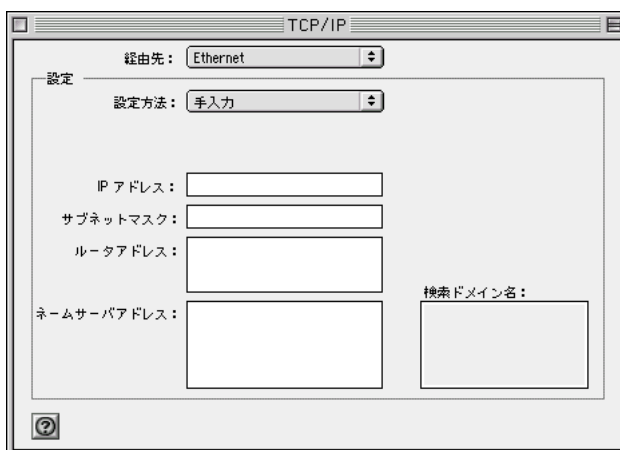 TCP/IP
経由先： Ethernet
設定
設定方法： 手入力
IP アドレス：
サブネットマスク：
ルータアドレス：
検索ドメイン名：
ネームサーバアドレス：
?